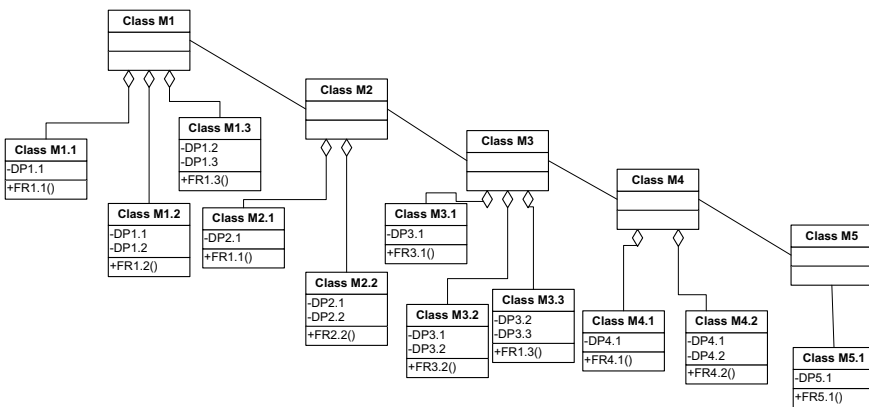 Class M1
Class M2
Class M1.3
-DP1.2
-DP1.3
+FR1.3()
Class M1.1
-DP1.1
+FR1.1()
Class M3
Class M4
Class M1.2
-DP1.1
-DP1.2
+FR1.2()
Class M2.1
-DP2.1
+FR1.1()
Class M3.1
-DP3.1
+FR3.1()
Class M5
Class M2.2
-DP2.1
-DP2.2
+FR2.2()
Class M3.2
-DP3.1
-DP3.2
+FR3.2()
Class M3.3
-DP3.2
-DP3.3
+FR1.3()
Class M4.1
-DP4.1
+FR4.1()
Class M4.2
-DP4.1
-DP4.2
+FR4.2()
Class M5.1
-DP5.1
+FR5.1()